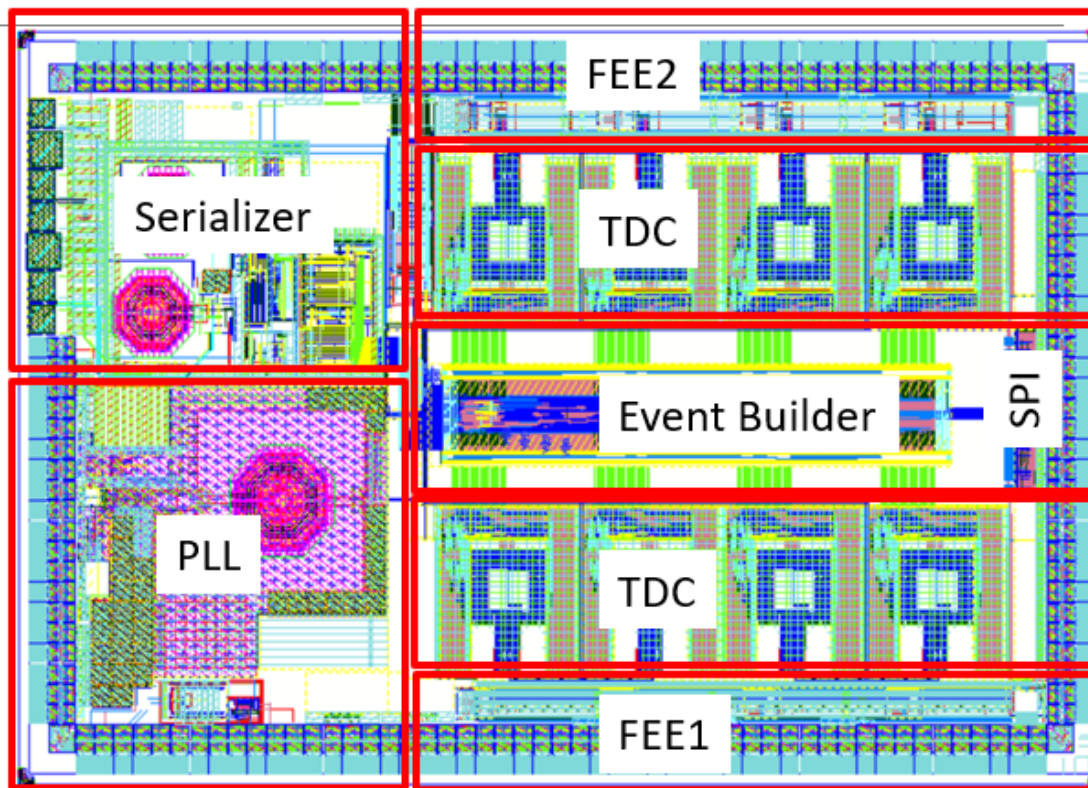 FEE2
Serializer
TDC
Event Builder
SPI
PLL
TDC
FEE1